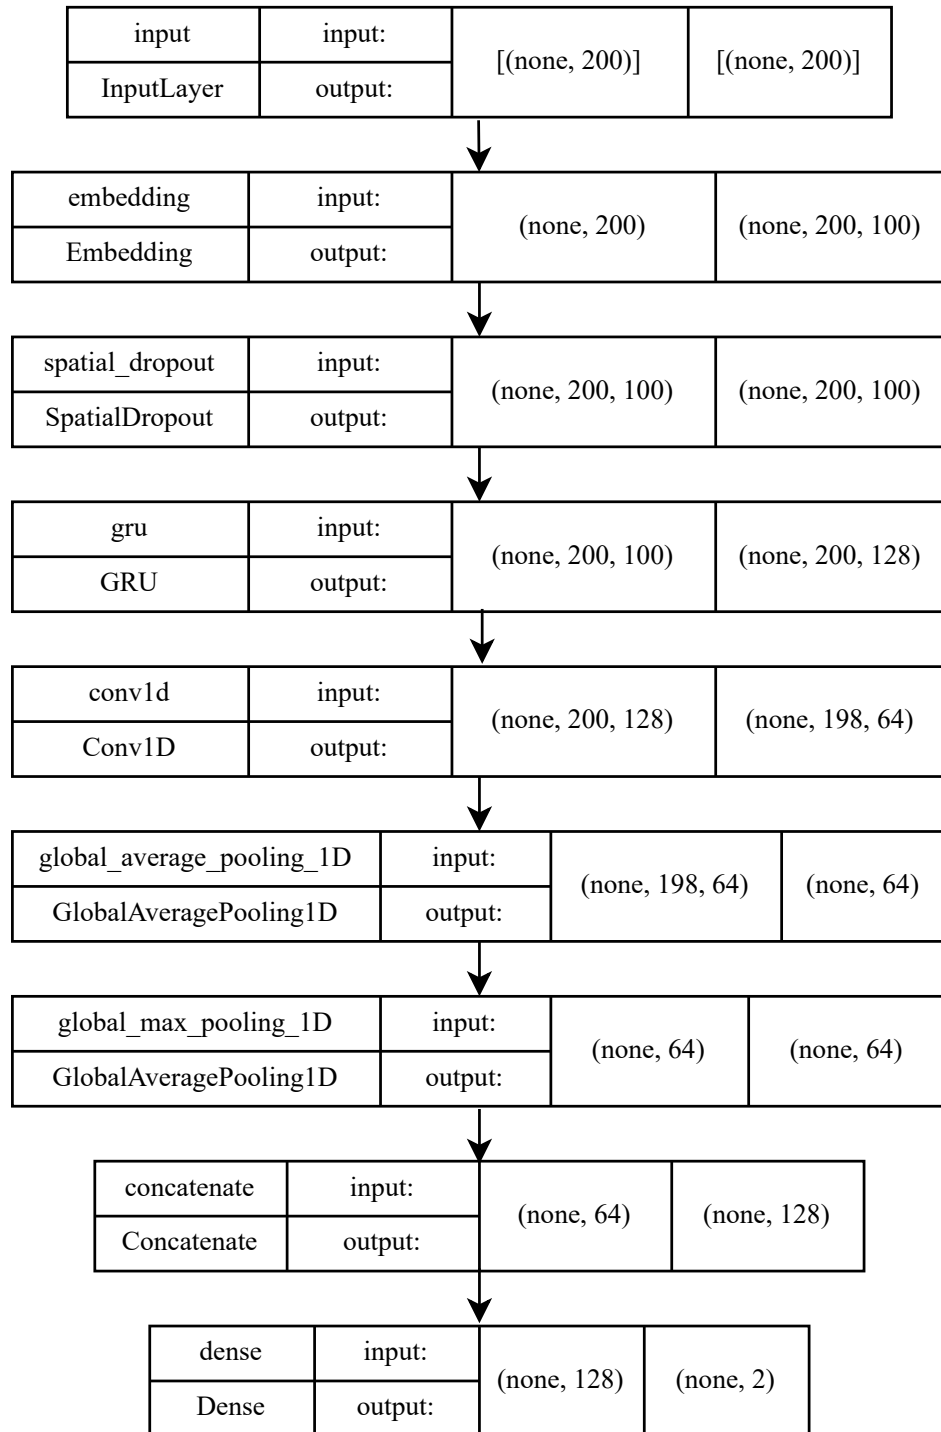 input input:
[(none, 200)] [(none, 200)]
InputLayer output:
embedding input:
(none, 200) (none, 200, 100)
Embedding output:
spatial_dropout input:
(none, 200, 100) (none, 200, 100)
SpatialDropout output:
gru input:
(none, 200, 100) (none, 200, 128)
GRU output:
conv1d input:
(none, 200, 128) (none, 198, 64)
Conv1D output:
global_average_pooling_1D input:
(none, 198, 64) (none, 64)
GlobalAveragePooling1D output:
global_max_pooling_1D input:
(none, 64) (none, 64)
GlobalAveragePooling1D output:
concatenate input:
(none, 64) (none, 128)
Concatenate output:
dense input:
(none, 128) (none, 2)
Dense output: